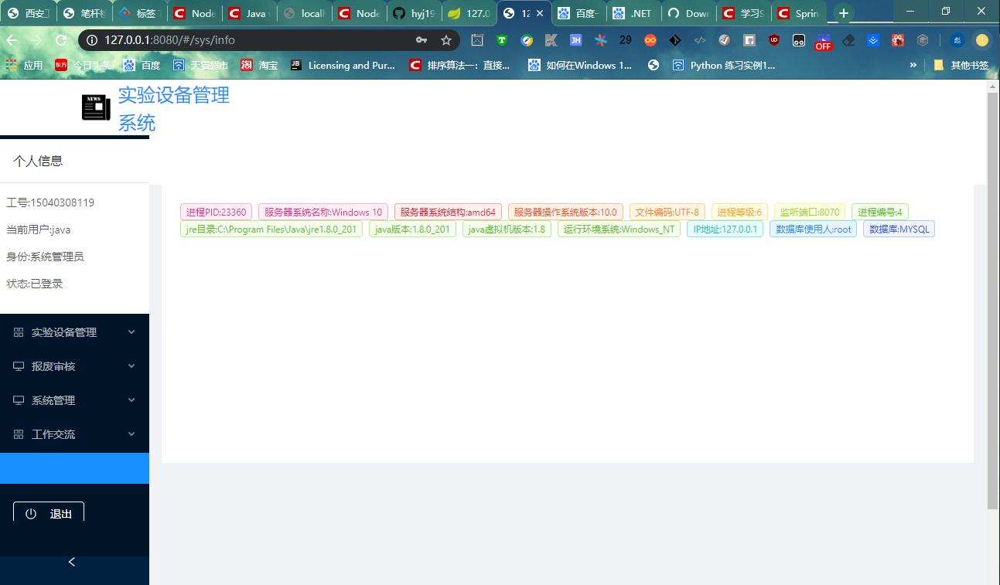 西安工
笔杆栓
标签
Node
Java
locall
Node
hyj19
127.0
12
百度一
.NET
Dowr
学习S
Sprin
127.0.0.1:8080/#/sys/info
29
OFF
应用
今日头条
百度
天猫超市
淘宝
Licensing and Pur...
排序算法一：直接...
如何在Windows 1...
Python 练习实例1...
»
其他书签
NEWS
实验设备管理
系统
个人信息
工号:15040308119
当前用户:java
身份:系统管理员
状态:已登录
实验设备管理
报废审核
系统管理
工作交流
退出
进程PID:23360 服务器系统名称:Windows 10 服务器系统结构:amd64 服务器操作系统版本:10.0 文件编码:UTF-8 进程等级:6 监听端口:8070 进程编号:4
jre目录:C:\Program Files\Java\jre1.8.0_201 java版本:1.8.0_201 java虚拟机版本:1.8 运行环境系统:Windows_NT IP地址:127.0.0.1 数据库使用人:root 数据库:MYSQL